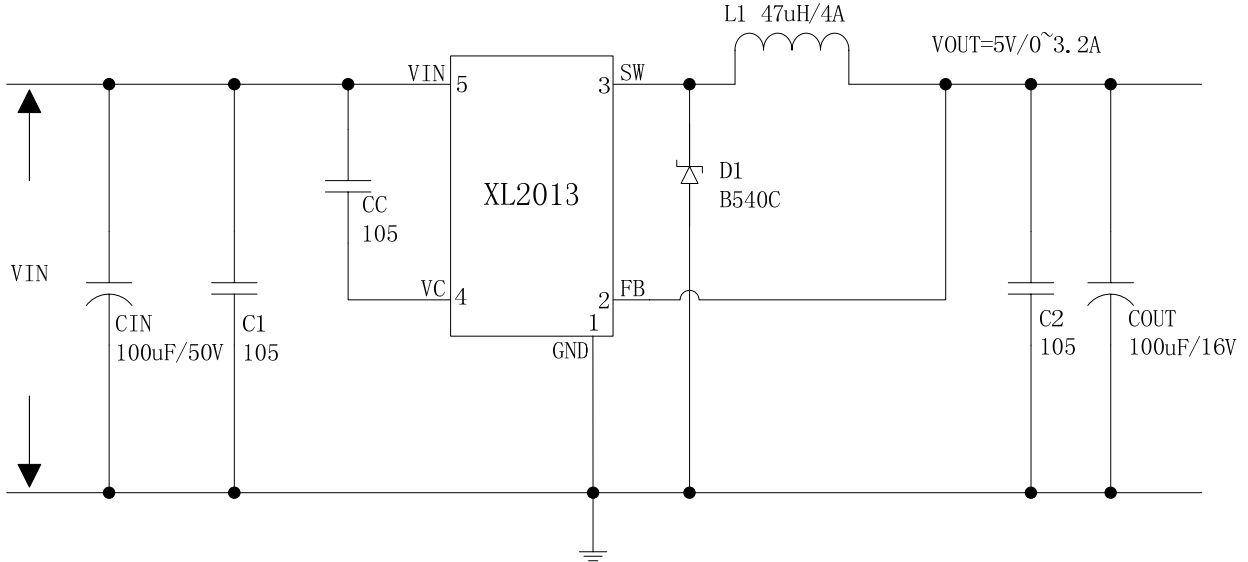 L1 47uH/4A
VOUT=5V/0~3.2A
VIN
5
3
SW
XL2013
D1
B540C
CC
105
VIN
VC
4
2
FB
1
GND
CIN
100uF/50V
C1
105
C2
105
COUT
100uF/16V